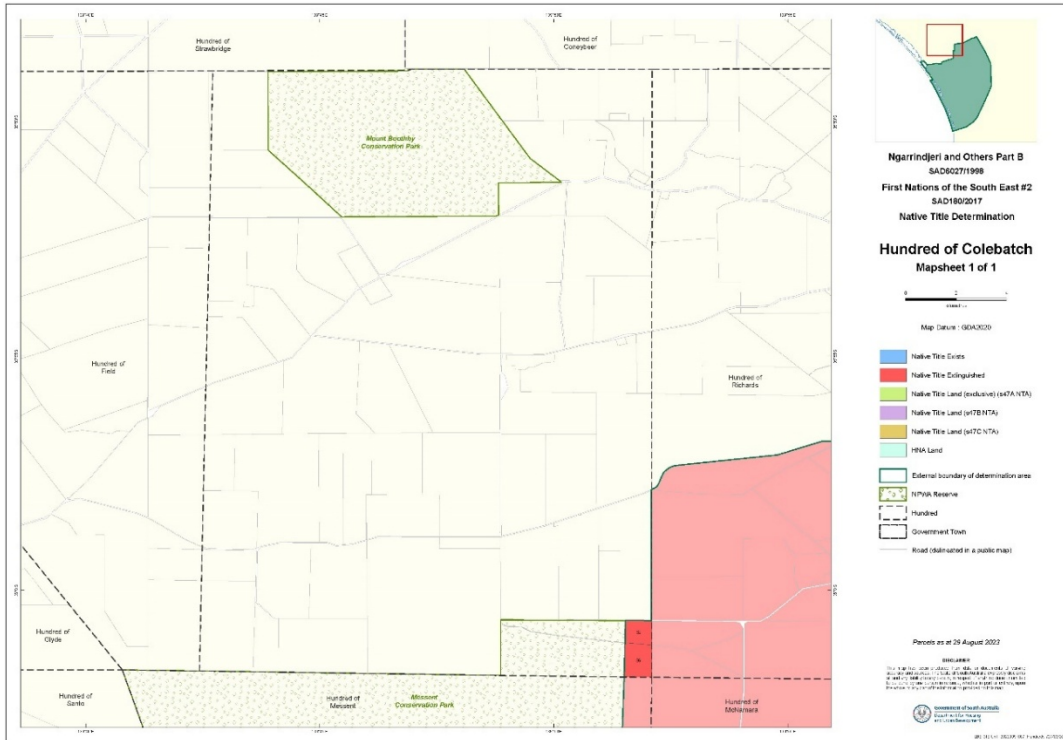 Hundred of
Strawbridge
Hundred of
Coneybeer
Mount Boothby
Conservation Park
Hundred of
Field
Hundred of
Richards
Hundred of
Clyde
Hundred of
Santo
Hundred of
Messent
Messent
Conservation Park
Hundred of
McNamara
Ngarrindjeri and Others Part B
SAD6027/1998
First Nations of the South East #2
SAD180/2017
Native Title Determination
Hundred of Colebatch
Mapsheet 1 of 1
Map Datum : GDA2020
Native Title Exists
Native Title Extinguished
Native Title Land (exclusive) (s47A NTA)
Native Title Land (s47B NTA)
Native Title Land (s47C NTA)
HNA Land
External boundary of determination area
NPWA Reserve
Hundred
Government Town
Road (delineated in a public map)
Parcels as at 29 August 2023
DISCLAIMER
Government of South Australia